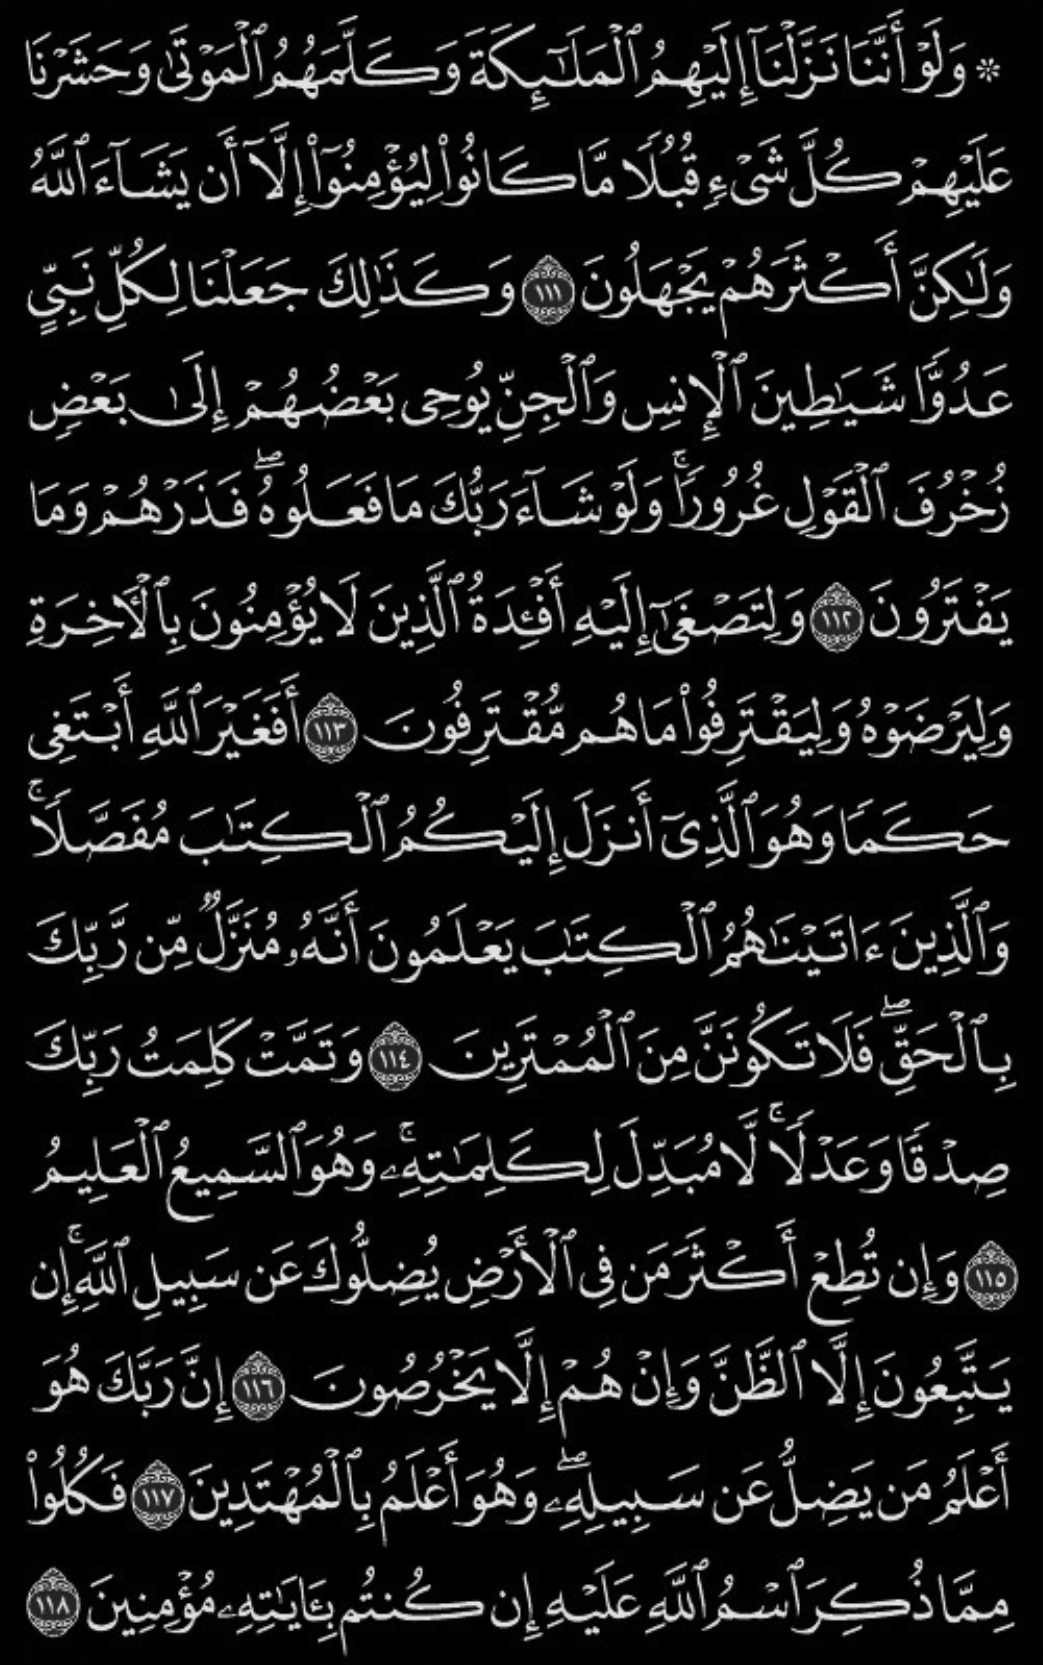 ۞ وَلَوْ أَنَّنَا نَزَّلْنَآ إِلَيْهِمُ ٱلْمَلَـٰٓئِكَةَ وَكَلَّمَهُمُ ٱلْمَوْتَىٰ وَحَشَرْنَا
عَلَيْهِمْ كُلَّ شَىْءٍ قُبُلًا مَّا كَانُوا۟ لِيُؤْمِنُوٓا۟ إِلَّآ أَن يَشَآءَ ٱللَّهُ
وَلَـٰكِنَّ أَكْثَرَهُمْ يَجْهَلُونَ ١١١ وَكَذَٰلِكَ جَعَلْنَا لِكُلِّ نَبِىٍّ
عَدُوًّا شَيَـٰطِينَ ٱلْإِنسِ وَٱلْجِنِّ يُوحِى بَعْضُهُمْ إِلَىٰ بَعْضٍ
زُخْرُفَ ٱلْقَوْلِ غُرُورًا ۚ وَلَوْ شَآءَ رَبُّكَ مَا فَعَلُوهُ ۖ فَذَرْهُمْ وَمَا
يَفْتَرُونَ ١١٢ وَلِتَصْغَىٰٓ إِلَيْهِ أَفْـِٔدَةُ ٱلَّذِينَ لَا يُؤْمِنُونَ بِٱلْـَٔاخِرَةِ
وَلِيَرْضَوْهُ وَلِيَقْتَرِفُوا۟ مَا هُم مُّقْتَرِفُونَ ١١٣ أَفَغَيْرَ ٱللَّهِ أَبْتَغِى
حَكَمًا وَهُوَ ٱلَّذِىٓ أَنزَلَ إِلَيْكُمُ ٱلْكِتَـٰبَ مُفَصَّلًا ۚ
وَٱلَّذِينَ ءَاتَيْنَـٰهُمُ ٱلْكِتَـٰبَ يَعْلَمُونَ أَنَّهُۥ مُنَزَّلٌ مِّن رَّبِّكَ
بِٱلْحَقِّ ۖ فَلَا تَكُونَنَّ مِنَ ٱلْمُمْتَرِينَ ١١٤ وَتَمَّتْ كَلِمَتُ رَبِّكَ
صِدْقًا وَعَدْلًا ۚ لَّا مُبَدِّلَ لِكَلِمَـٰتِهِۦ ۚ وَهُوَ ٱلسَّمِيعُ ٱلْعَلِيمُ
١١٥ وَإِن تُطِعْ أَكْثَرَ مَن فِى ٱلْأَرْضِ يُضِلُّوكَ عَن سَبِيلِ ٱللَّهِ ۚ إِن
يَتَّبِعُونَ إِلَّا ٱلظَّنَّ وَإِنْ هُمْ إِلَّا يَخْرُصُونَ ١١٦ إِنَّ رَبَّكَ هُوَ
أَعْلَمُ مَن يَضِلُّ عَن سَبِيلِهِۦ ۖ وَهُوَ أَعْلَمُ بِٱلْمُهْتَدِينَ ١١٧ فَكُلُوا۟
مِمَّا ذُكِرَ ٱسْمُ ٱللَّهِ عَلَيْهِ إِن كُنتُم بِـَٔايَـٰتِهِۦ مُؤْمِنِينَ ١١٨